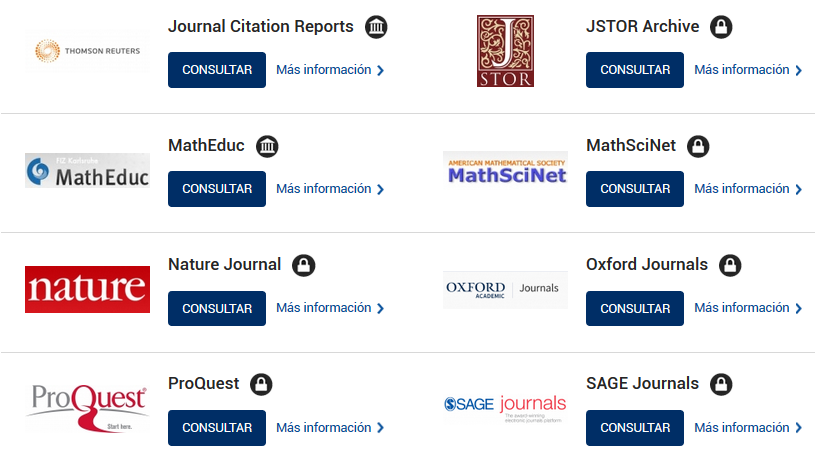 Journal Citation Reports
THOMSON REUTERS
CONSULTAR Más información
JSTOR Archive
J
STOR
CONSULTAR Más información
MathEduc
FIZ Karlsruhe
MathEduc
CONSULTAR Más información
MathSciNet
AMERICAN MATHEMATICAL SOCIETY
MathSciNet
CONSULTAR Más información
Nature Journal
nature
CONSULTAR Más información
Oxford Journals
OXFORD Journals
ACADEMIC
CONSULTAR Más información
ProQuest
ProQuest®
Start here.
CONSULTAR Más información
SAGE Journals
SAGE journals
The award-winning
electronic journals platform
CONSULTAR Más información